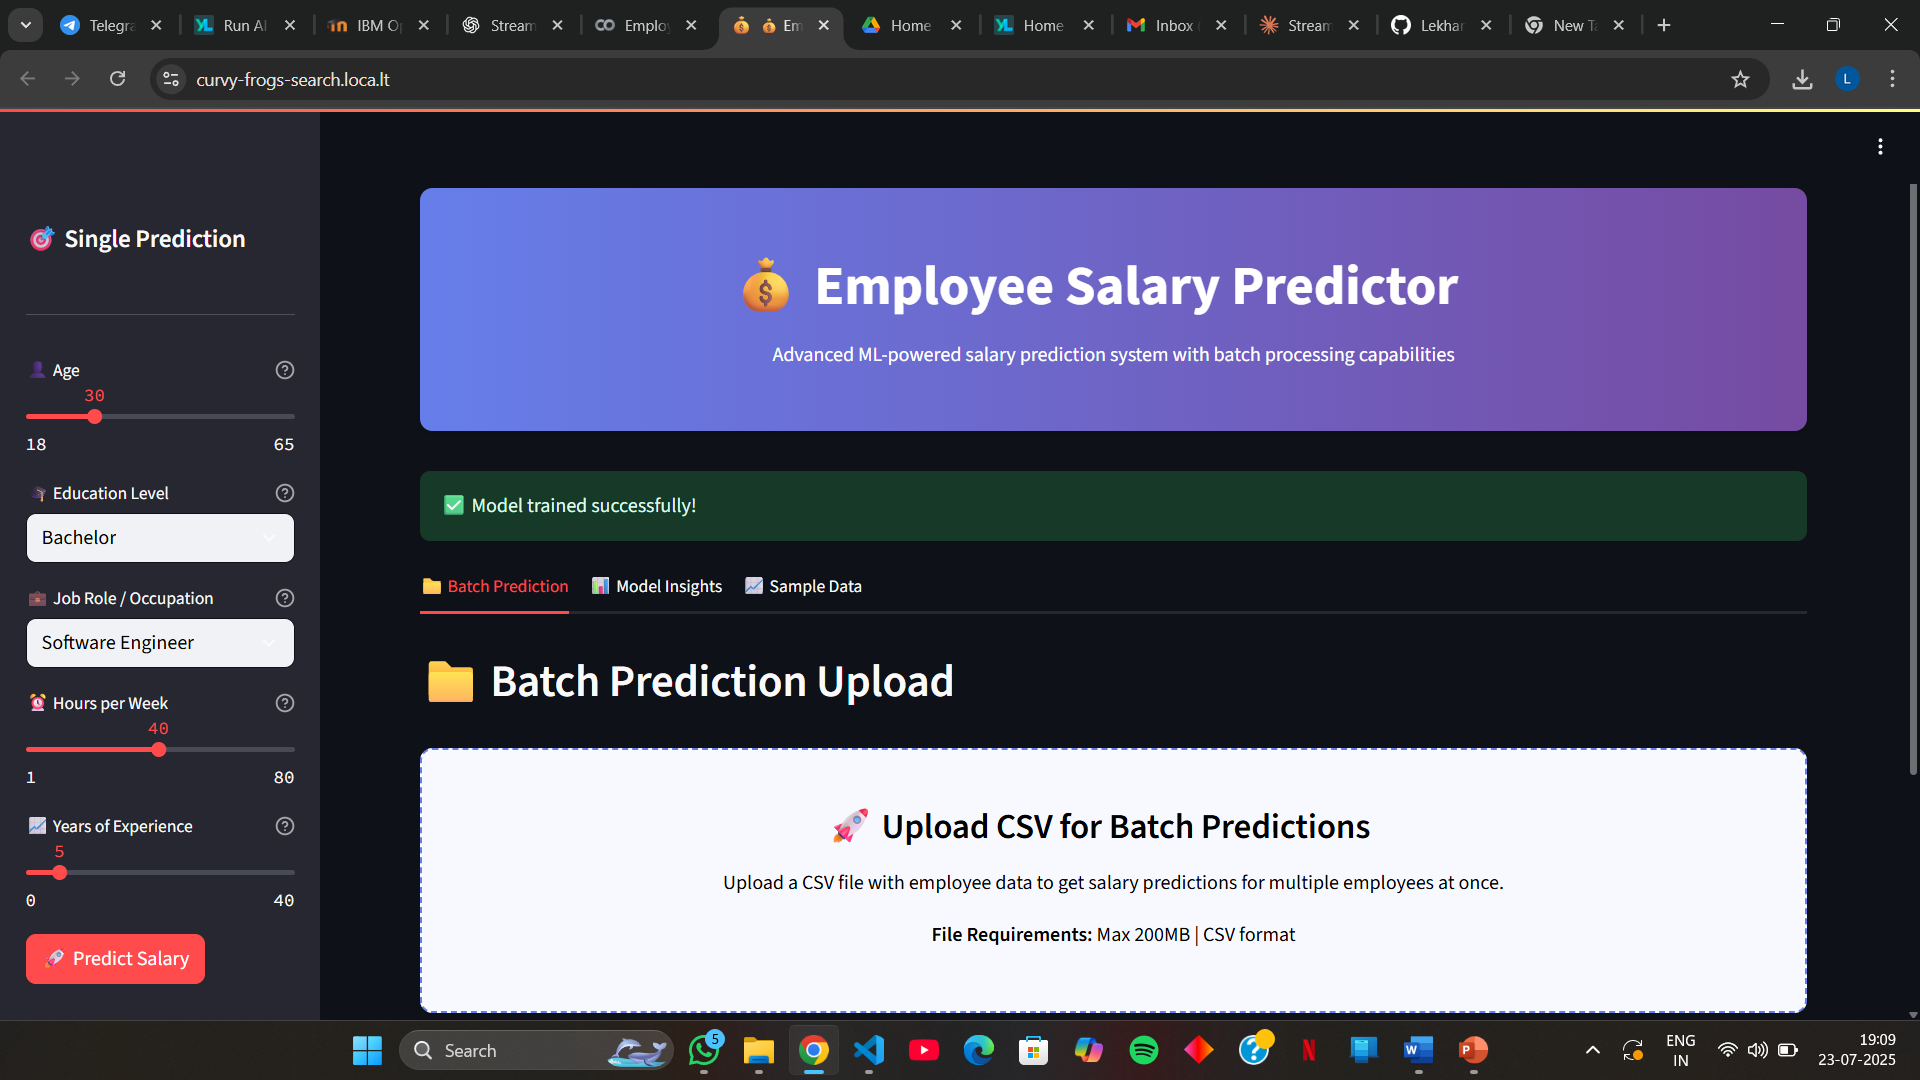 Telegra
Run AI
IBM Op
Stream
Employ
Em
Home
Home
Inbox
Stream
Lekhar
New Ta
curvy-frogs-search.loca.lt
L
Single Prediction
Age
30
18 65
Education Level
Bachelor
Job Role / Occupation
Software Engineer
Hours per Week
40
1 80
Years of Experience
5
0 40
Predict Salary
Employee Salary Predictor
Advanced ML-powered salary prediction system with batch processing capabilities
Model trained successfully!
Batch Prediction Model Insights Sample Data
Batch Prediction Upload
Upload CSV for Batch Predictions
Upload a CSV file with employee data to get salary predictions for multiple employees at once.
File Requirements: Max 200MB | CSV format
Search
5
ENG
IN
19:09
23-07-2025